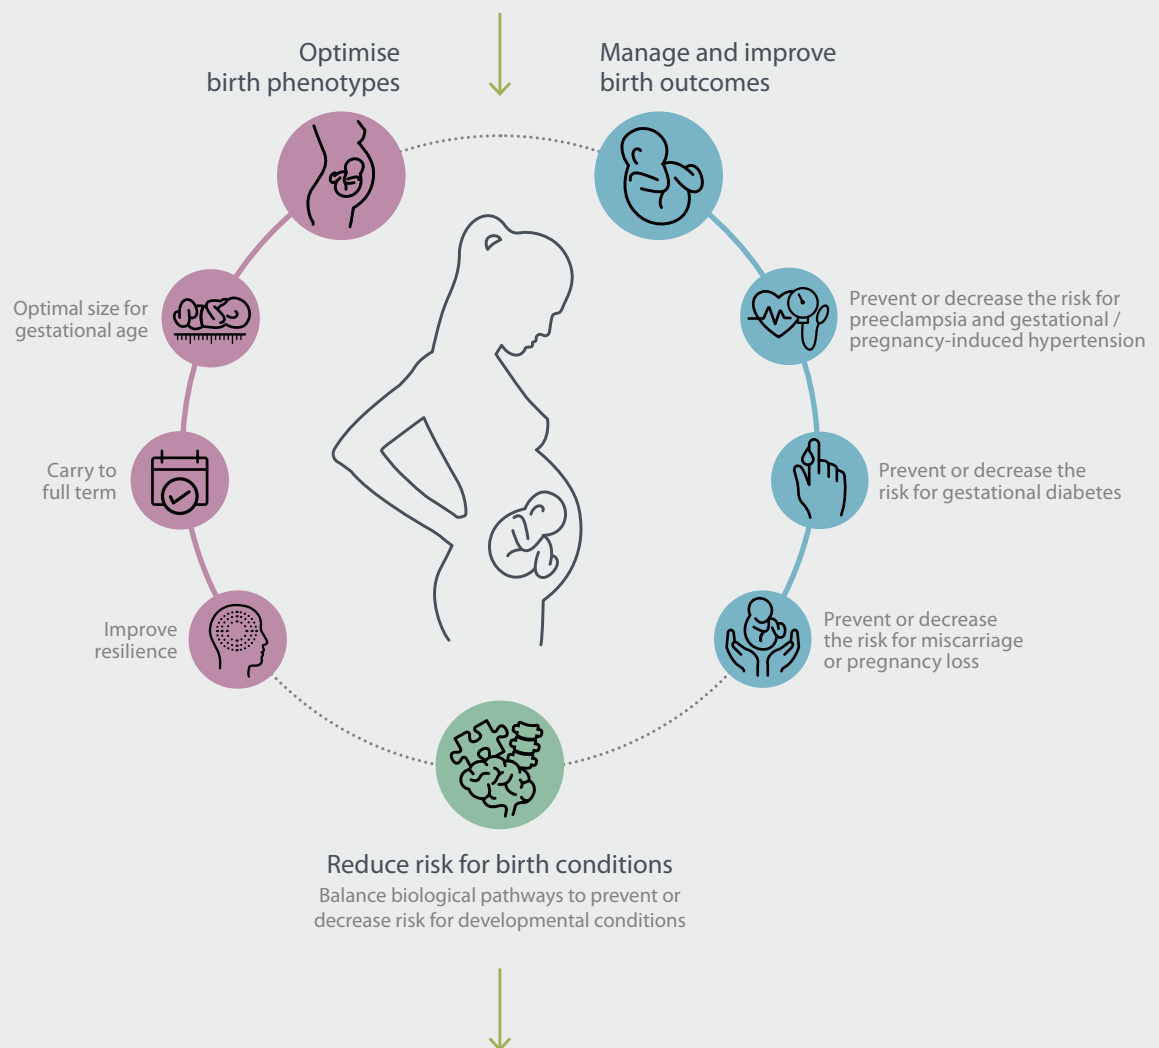 Optimise
birth phenotypes
Manage and improve
birth outcomes
Optimal size for
gestational age
Carry to
full term
Improve
resilience
Prevent or decrease the risk for
preeclampsia and gestational /
pregnancy-induced hypertension
Prevent or decrease the
risk for gestational diabetes
Prevent or decrease
the risk for miscarriage
or pregnancy loss
Reduce risk for birth conditions
Balance biological pathways to prevent or
decrease risk for developmental conditions